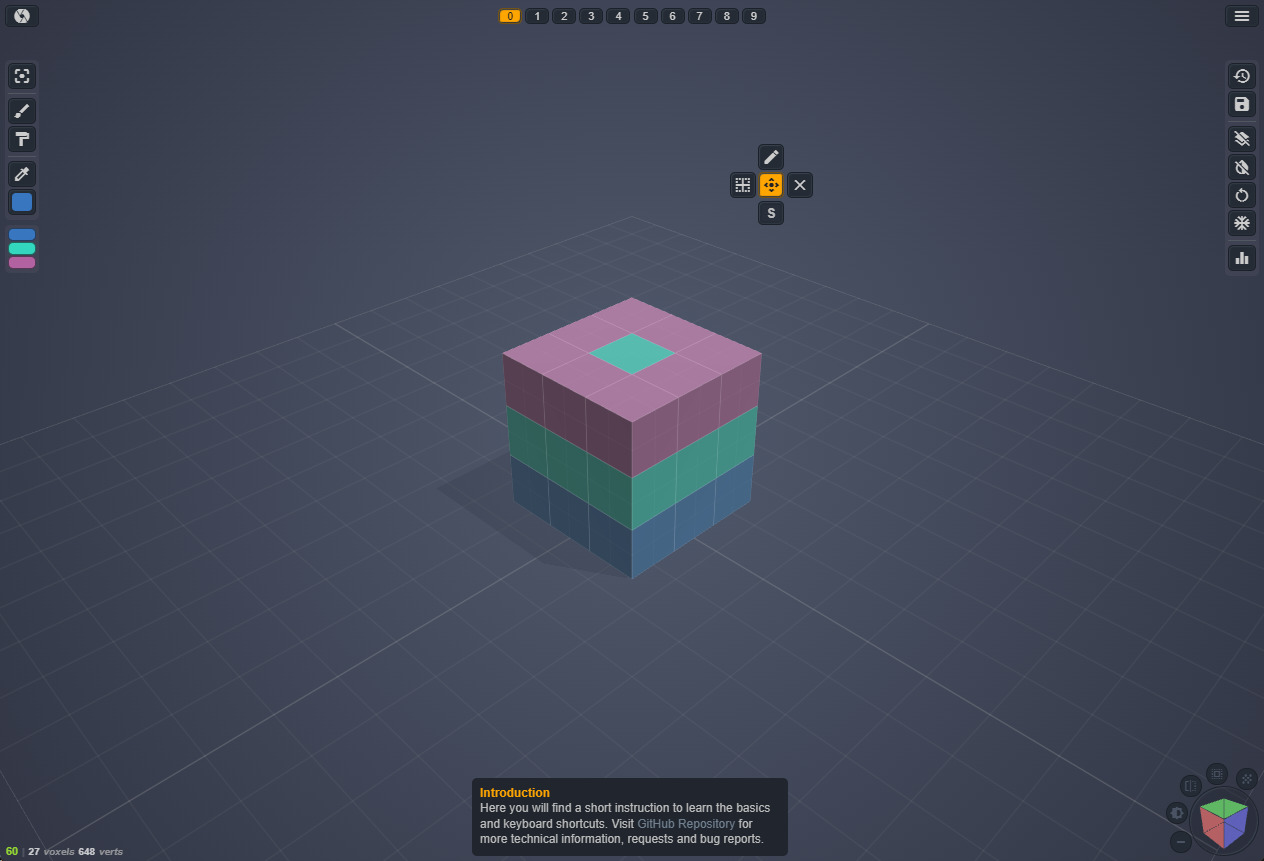 0 1 2 3 4 5 6 7 8 9
S
Introduction
Here you will find a short instruction to learn the basics
and keyboard shortcuts. Visit GitHub Repository for
more technical information, requests and bug reports.
60 | 27 voxels 648 verts